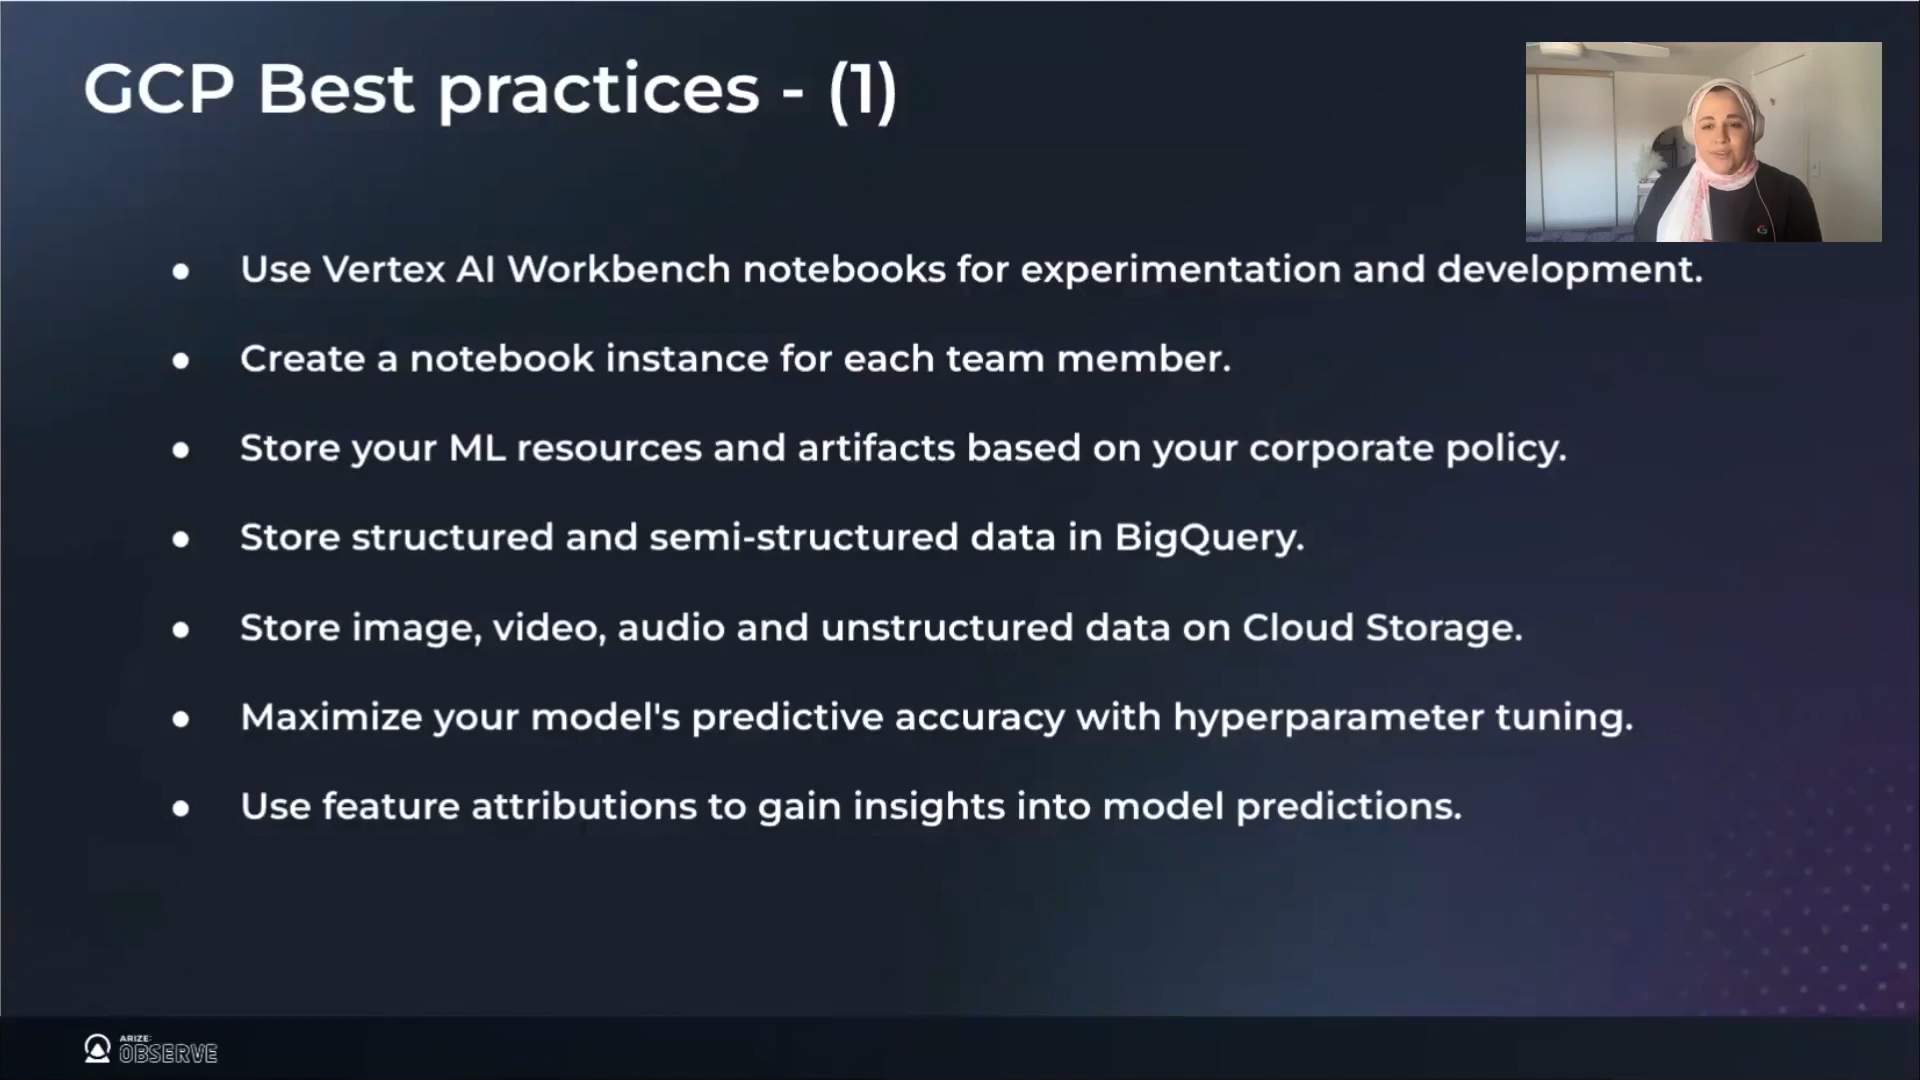 GCP Best practices - (1)
● Use Vertex AI Workbench notebooks for experimentation and development.
● Create a notebook instance for each team member.
● Store your ML resources and artifacts based on your corporate policy.
● Store structured and semi-structured data in BigQuery.
● Store image, video, audio and unstructured data on Cloud Storage.
● Maximize your model's predictive accuracy with hyperparameter tuning.
● Use feature attributions to gain insights into model predictions.
ARIZE:
OBSERVE